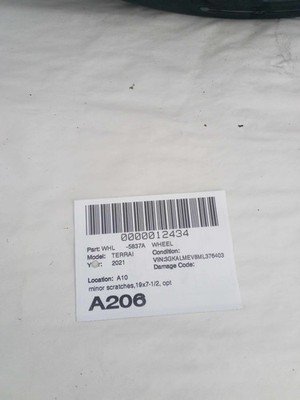 0000012434
Part: WHL -5837A WHEEL
Model: TERRAI Condition:
Year: 2021 VIN:3GKALMEV8ML376403
Damage Code:
Location: A10
minor scratches,19x7-1/2, opt
A206